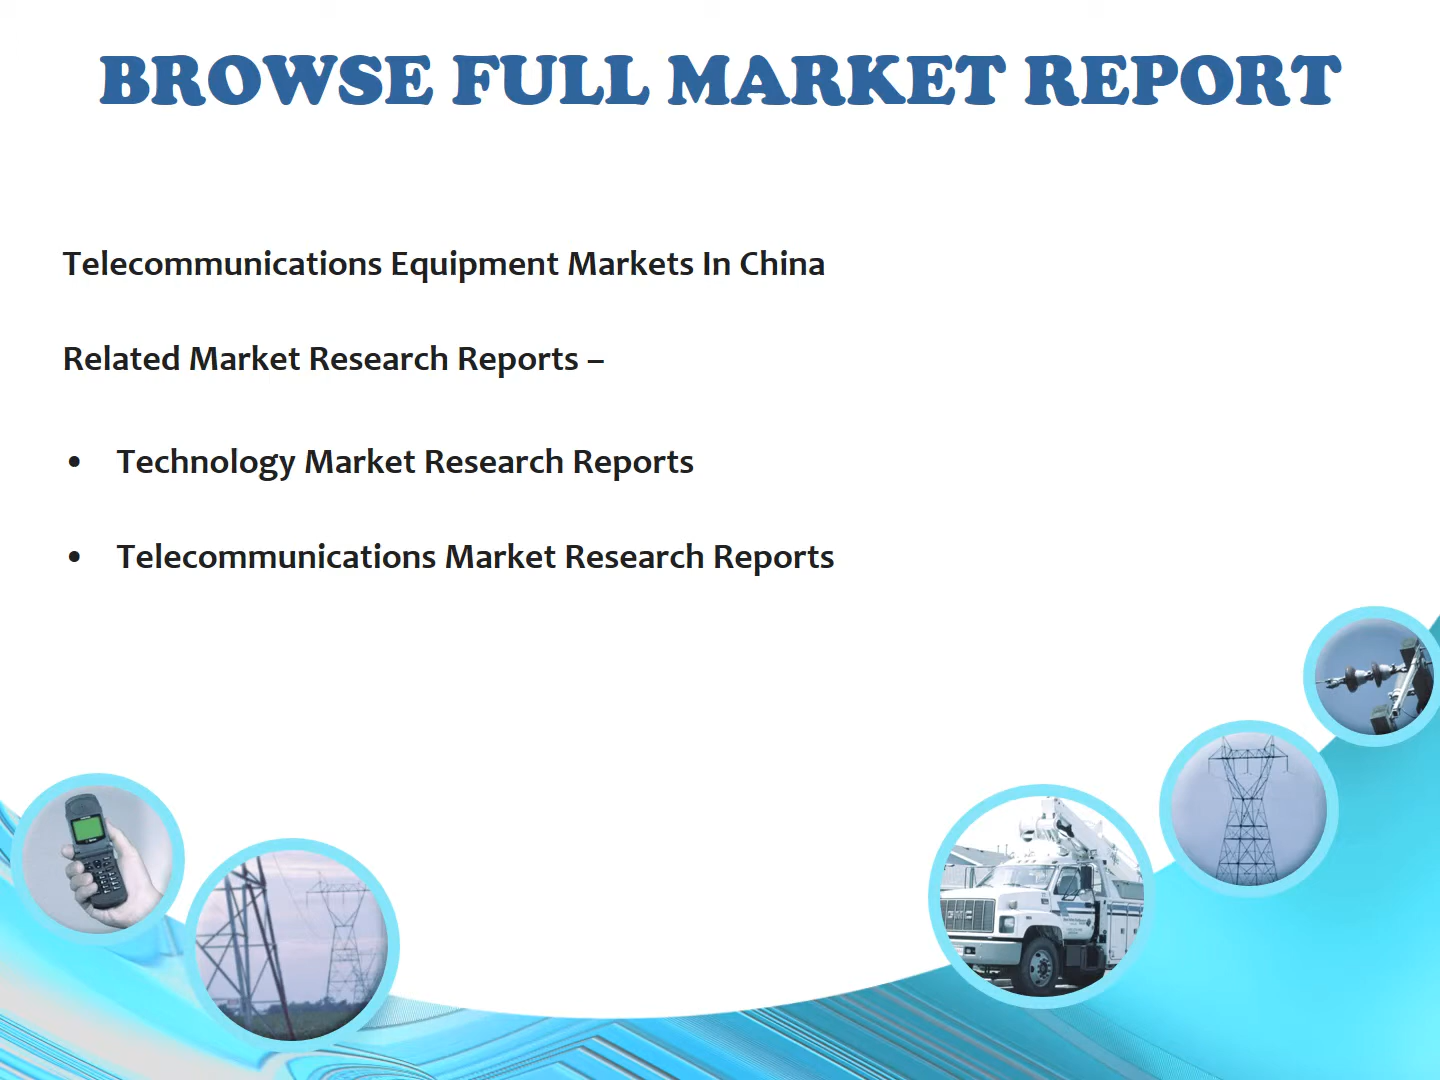 BROWSE FULL MARKET REPORT
Telecommunications Equipment Markets In China
Related Market Research Reports –
• Technology Market Research Reports
• Telecommunications Market Research Reports
GMC